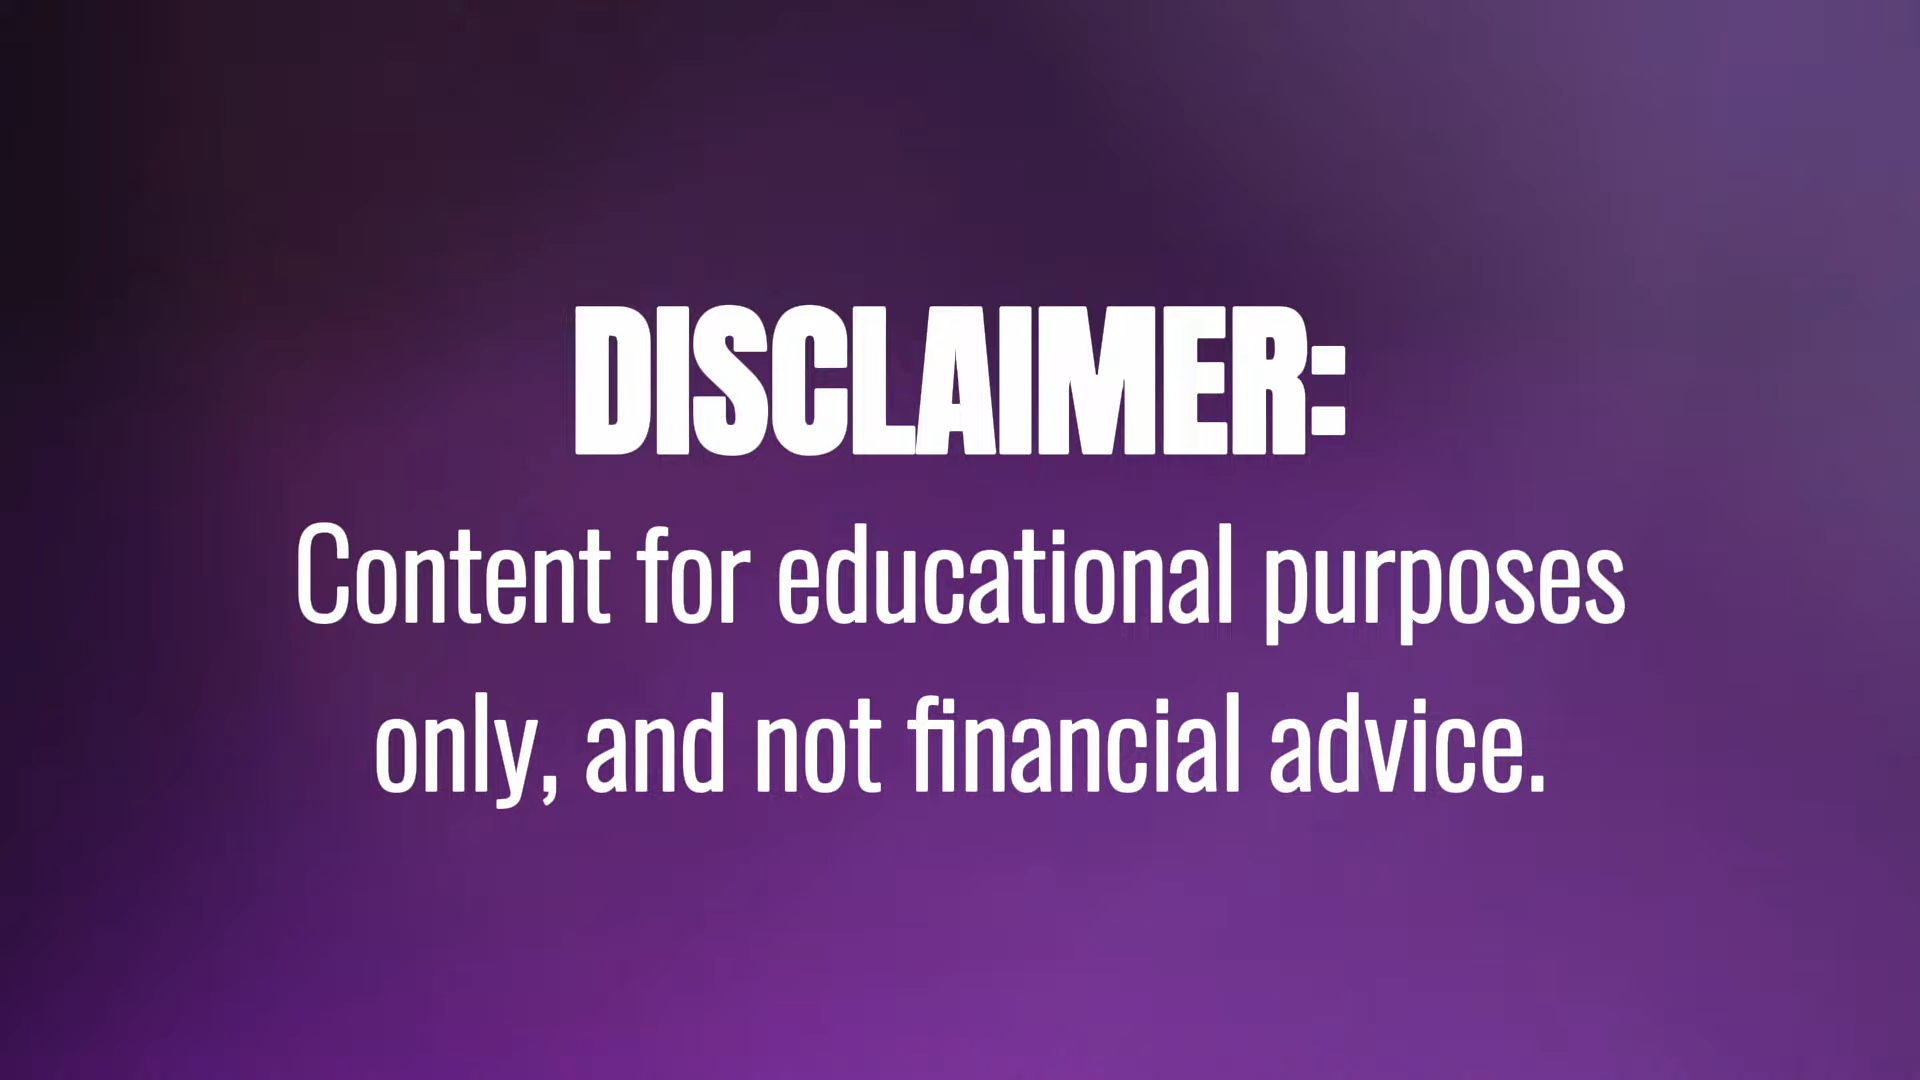 DISCLAIMER:
Content for educational purposes
only, and not financial advice.